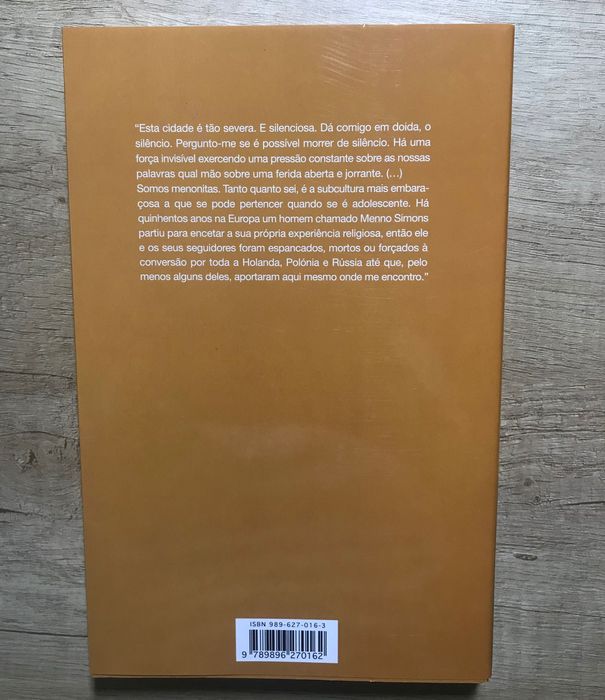 “Esta cidade é tão severa. E silenciosa. Dá comigo em doida, o
silêncio. Pergunto-me se é possível morrer de silêncio. Há uma
força invisível exercendo uma pressão constante sobre as nossas
palavras qual mão sobre uma ferida aberta e jorrante. (…)
Somos menonitas. Tanto quanto sei, é a subcultura mais embara-
çosa a que se pode pertencer quando se é adolescente. Há
quinhentos anos na Europa um homem chamado Menno Simons
partiu para encetar a sua própria experiência religiosa, então ele
e os seus seguidores foram espancados, mortos ou forçados à
conversão por toda a Holanda, Polónia e Rússia até que, pelo
menos alguns deles, aportaram aqui mesmo onde me encontro.”
ISBN 989-627-016-3
9 789896 270162